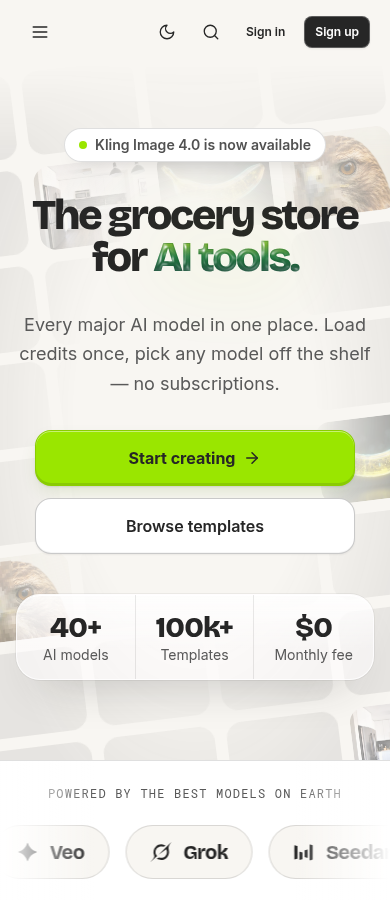 Sign in
Sign up
Kling Image 4.0 is now available
The grocery store
for AI tools.
Every major AI model in one place. Load
credits once, pick any model off the shelf
— no subscriptions.
Start creating →
Browse templates
40+
AI models
100k+
Templates
$0
Monthly fee
POWERED BY THE BEST MODELS ON EARTH
Veo
Grok